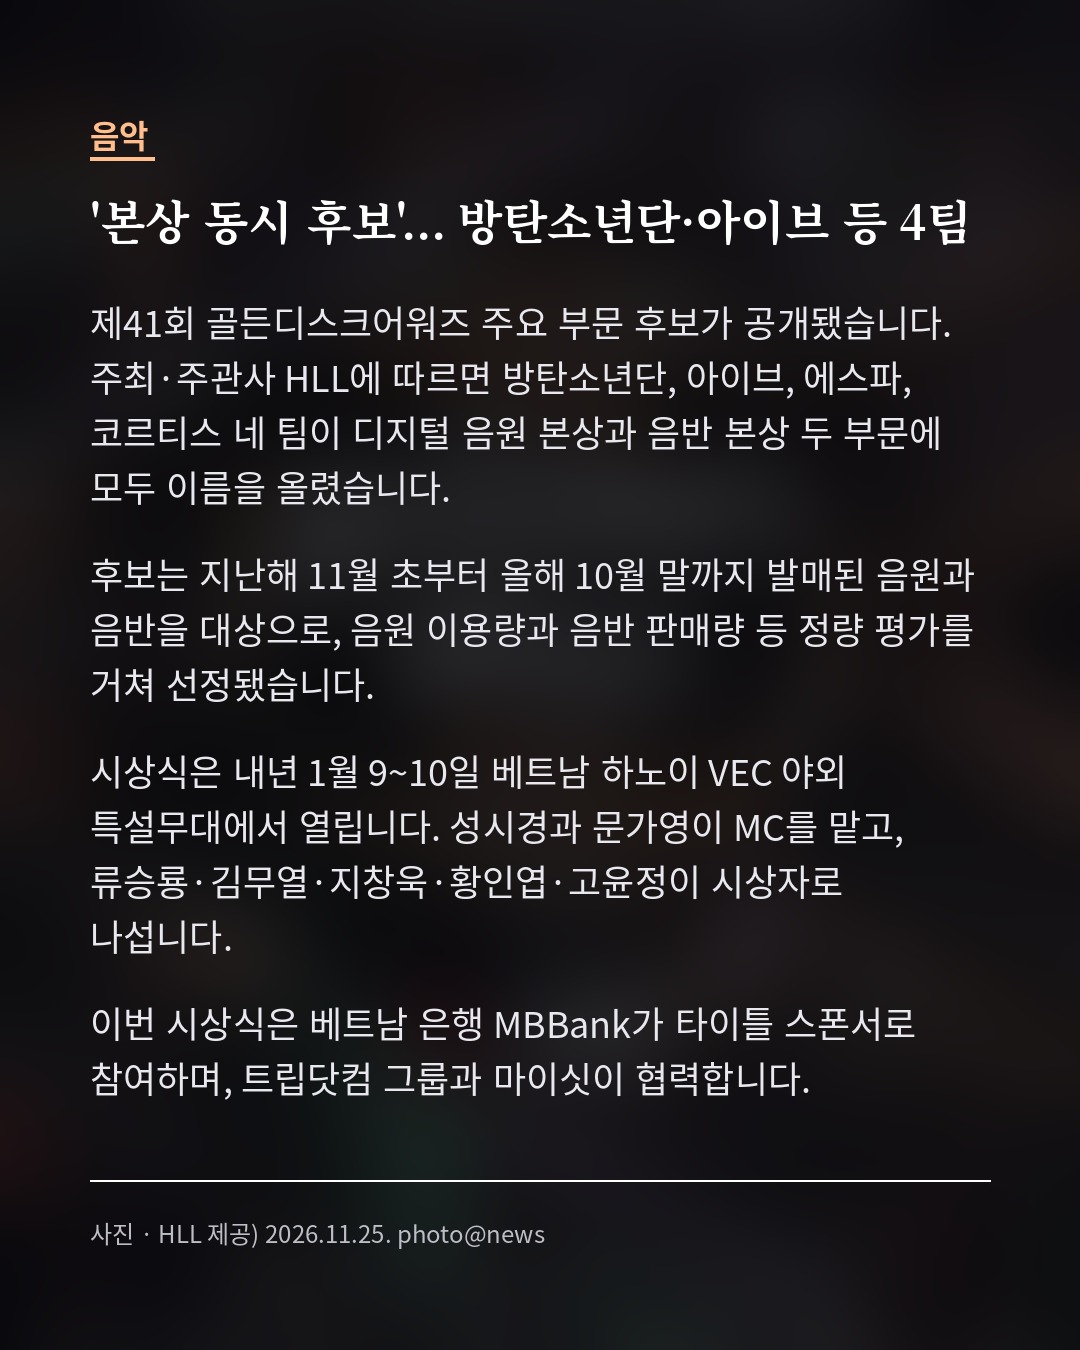 음악
'본상 동시 후보'... 방탄소년단·아이브 등 4팀
제41회 골든디스크어워즈 주요 부문 후보가 공개됐습니다.
주최·주관사 HLL에 따르면 방탄소년단, 아이브, 에스파,
코르티스 네 팀이 디지털 음원 본상과 음반 본상 두 부문에
모두 이름을 올렸습니다.
후보는 지난해 11월 초부터 올해 10월 말까지 발매된 음원과
음반을 대상으로, 음원 이용량과 음반 판매량 등 정량 평가를
거쳐 선정됐습니다.
시상식은 내년 1월 9~10일 베트남 하노이 VEC 야외
특설무대에서 열립니다. 성시경과 문가영이 MC를 맡고,
류승룡·김무열·지창욱·황인엽·고윤정이 시상자로
나섭니다.
이번 시상식은 베트남 은행 MBBank가 타이틀 스폰서로
참여하며, 트립닷컴 그룹과 마이싯이 협력합니다.
사진 · HLL 제공) 2026.11.25. photo@news